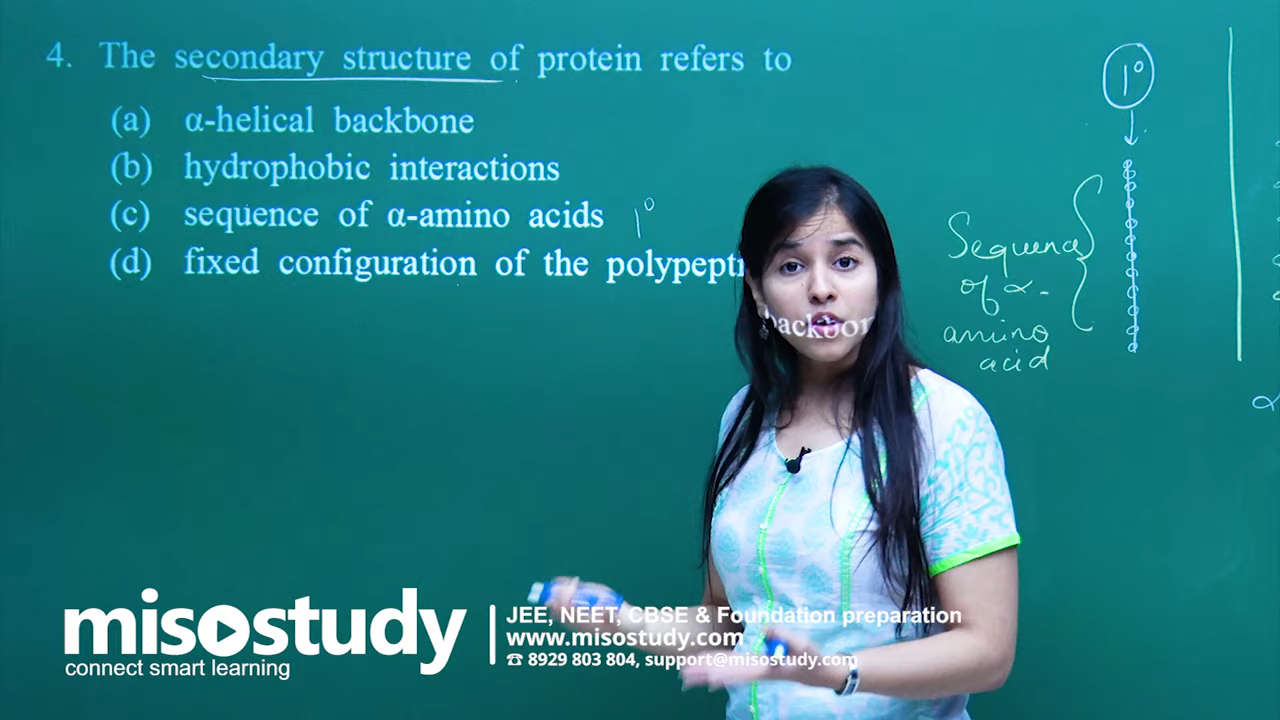 4. The secondary structure of protein refers to
(a) α-helical backbone
(b) hydrophobic interactions
(c) sequence of α-amino acids 1°
(d) fixed configuration of the polypept
backbon
1°
Sequence
of α-
amino
acid
α
misostudy
connect smart learning
JEE, NEET, CBSE & Foundation preparation
www.misostudy.com
☎ 8929 803 804, support@misostudy.com